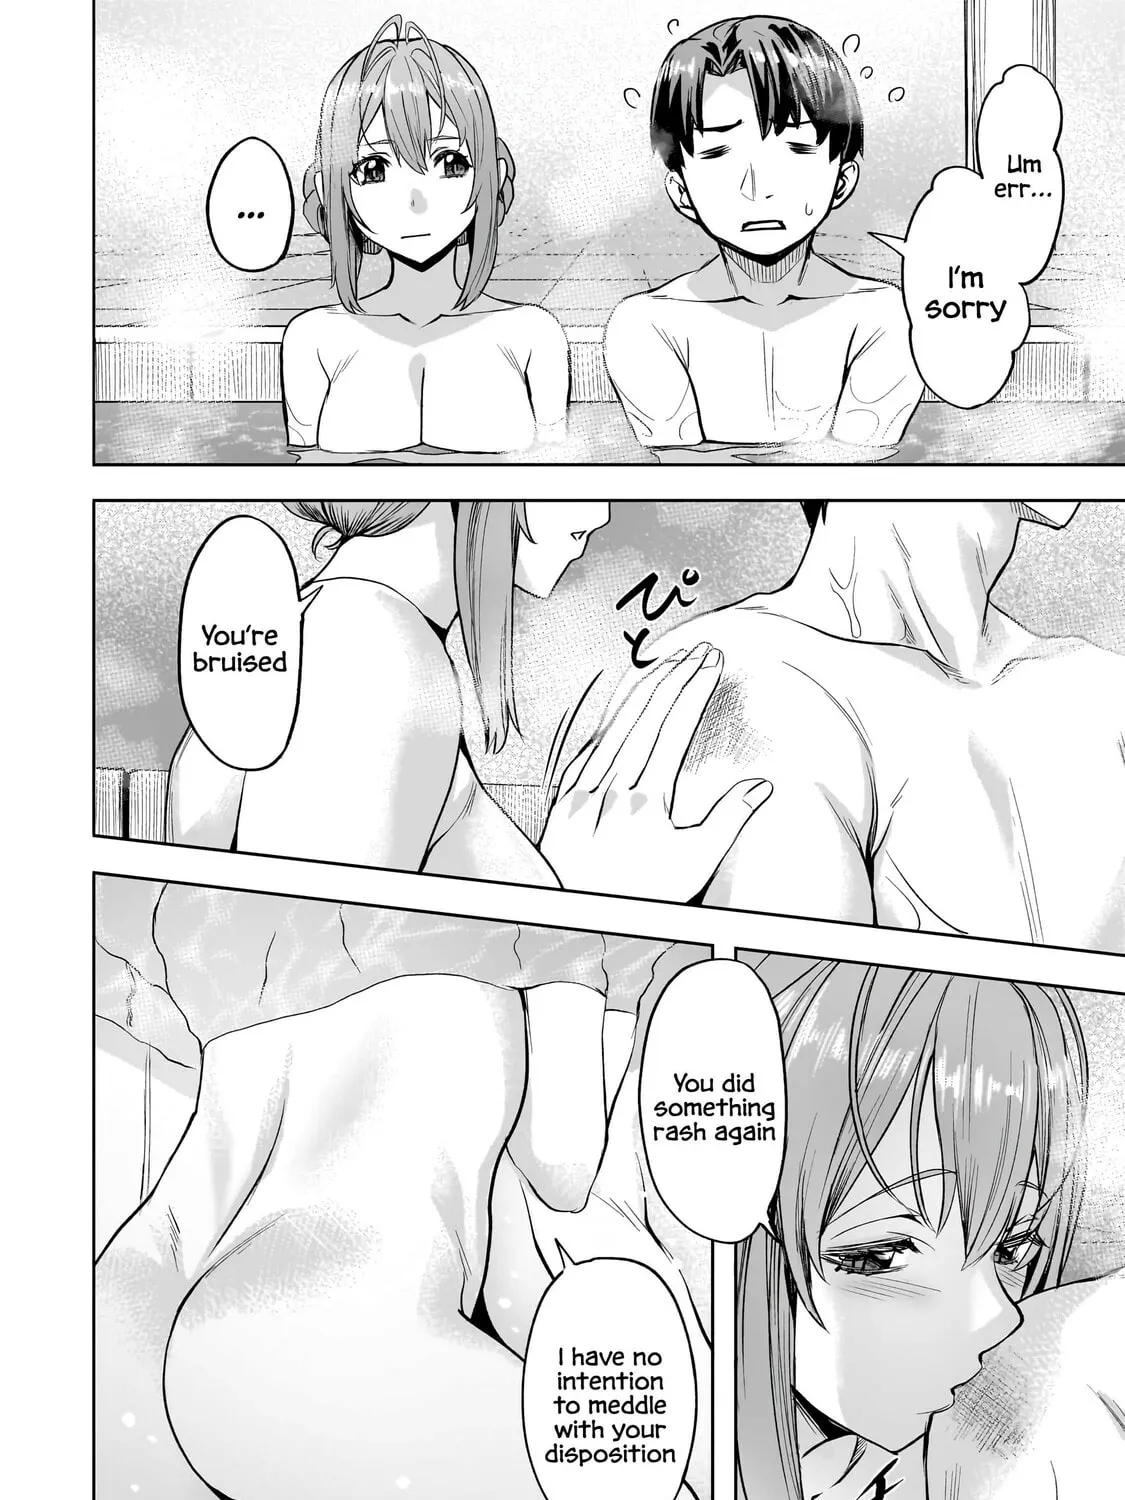 Um
err...
I'm
sorry
...
ぴ
と
You're
bruised
You did
something
rash again
I have no
intention
to meddle
with your
disposition